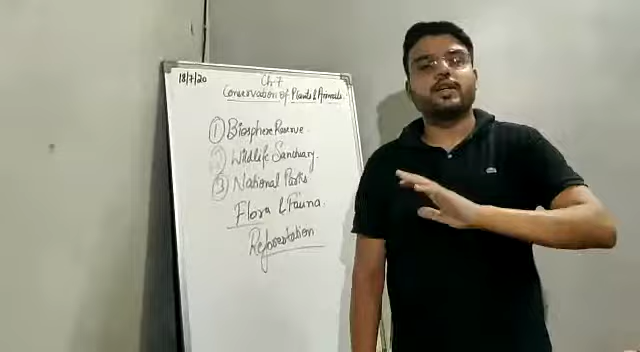 18/7/20
Ch-7
Conservation of Plants & Animals.
① Biosphere Reserve.
② Wildlife Sanctuary.
③ National Parks
Flora & Fauna.
Reforestation